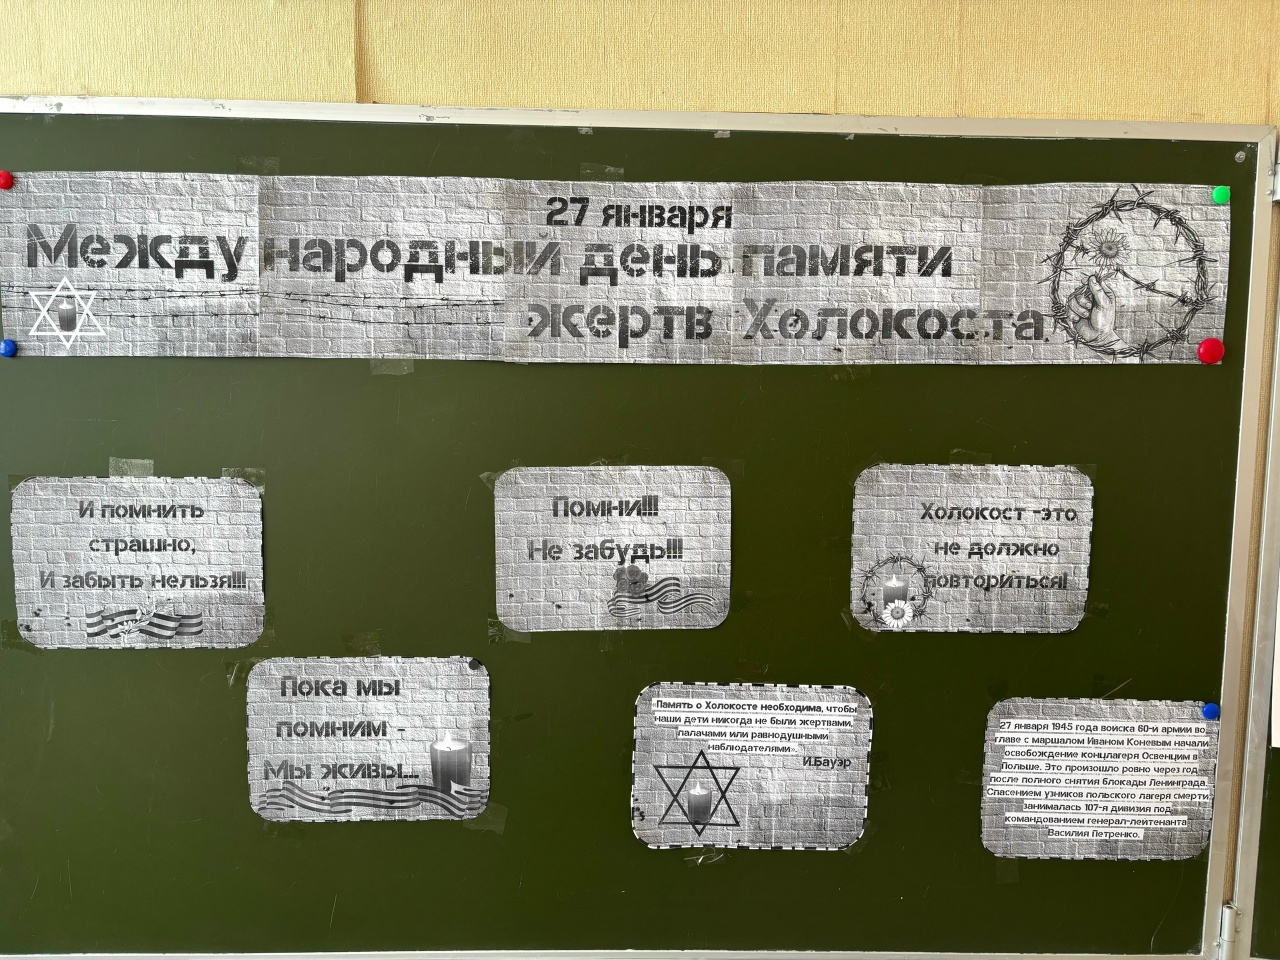 27 января
Международный день памяти
жертв Холокоста.
И помнить
страшно,
И забыть нельзя!!!
Помни!!!
Не забудь!!!
Холокост -это
не должно
повториться!
Пока мы
помним -
Мы живы...
Память о Холокосте необходима, чтобы
наши дети никогда не были жертвами,
палачами или равнодушными
наблюдателями».
И.Бауэр
27 января 1945 года войска 60-и армии во
главе с маршалом Иваном Коневым начали
освобождение концлагеря Освенцим в
Польше. Это произошло ровно через год
после полного снятия блокады Ленинграда.
Спасением узников польского лагеря смерти
занималась 107-я дивизия под
командованием генерал-лейтенанта
Василия Петренко.